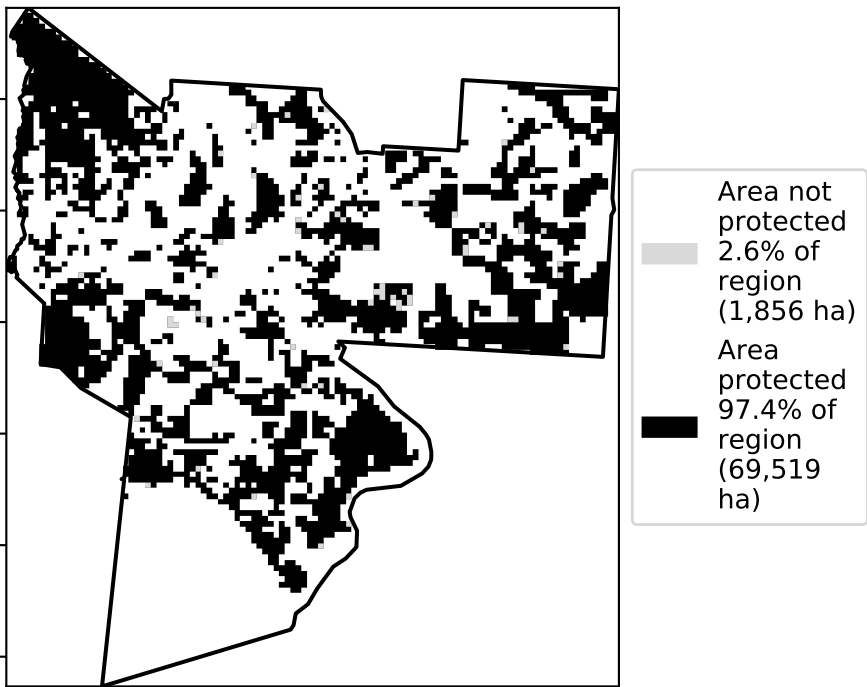 Area not
protected
2.6% of
region
(1,856 ha)
Area
protected
97.4% of
region
(69,519
ha)